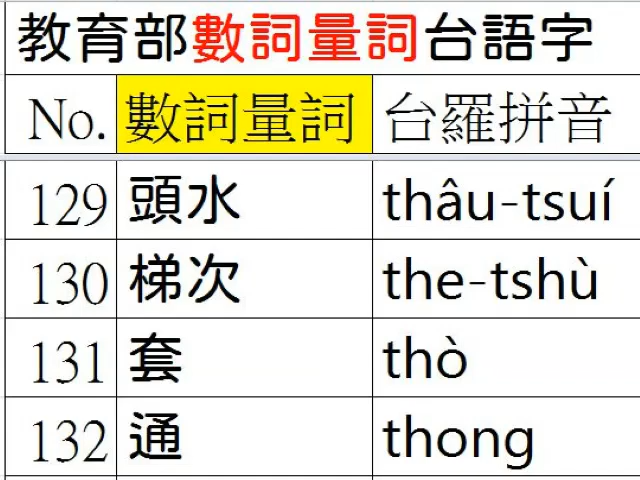 教育部數詞量詞台語字
No. 數詞量詞 台羅拼音
129 頭水 thâu-tsuí
130 梯次 the-tshù
131 套 thò
132 通 thong